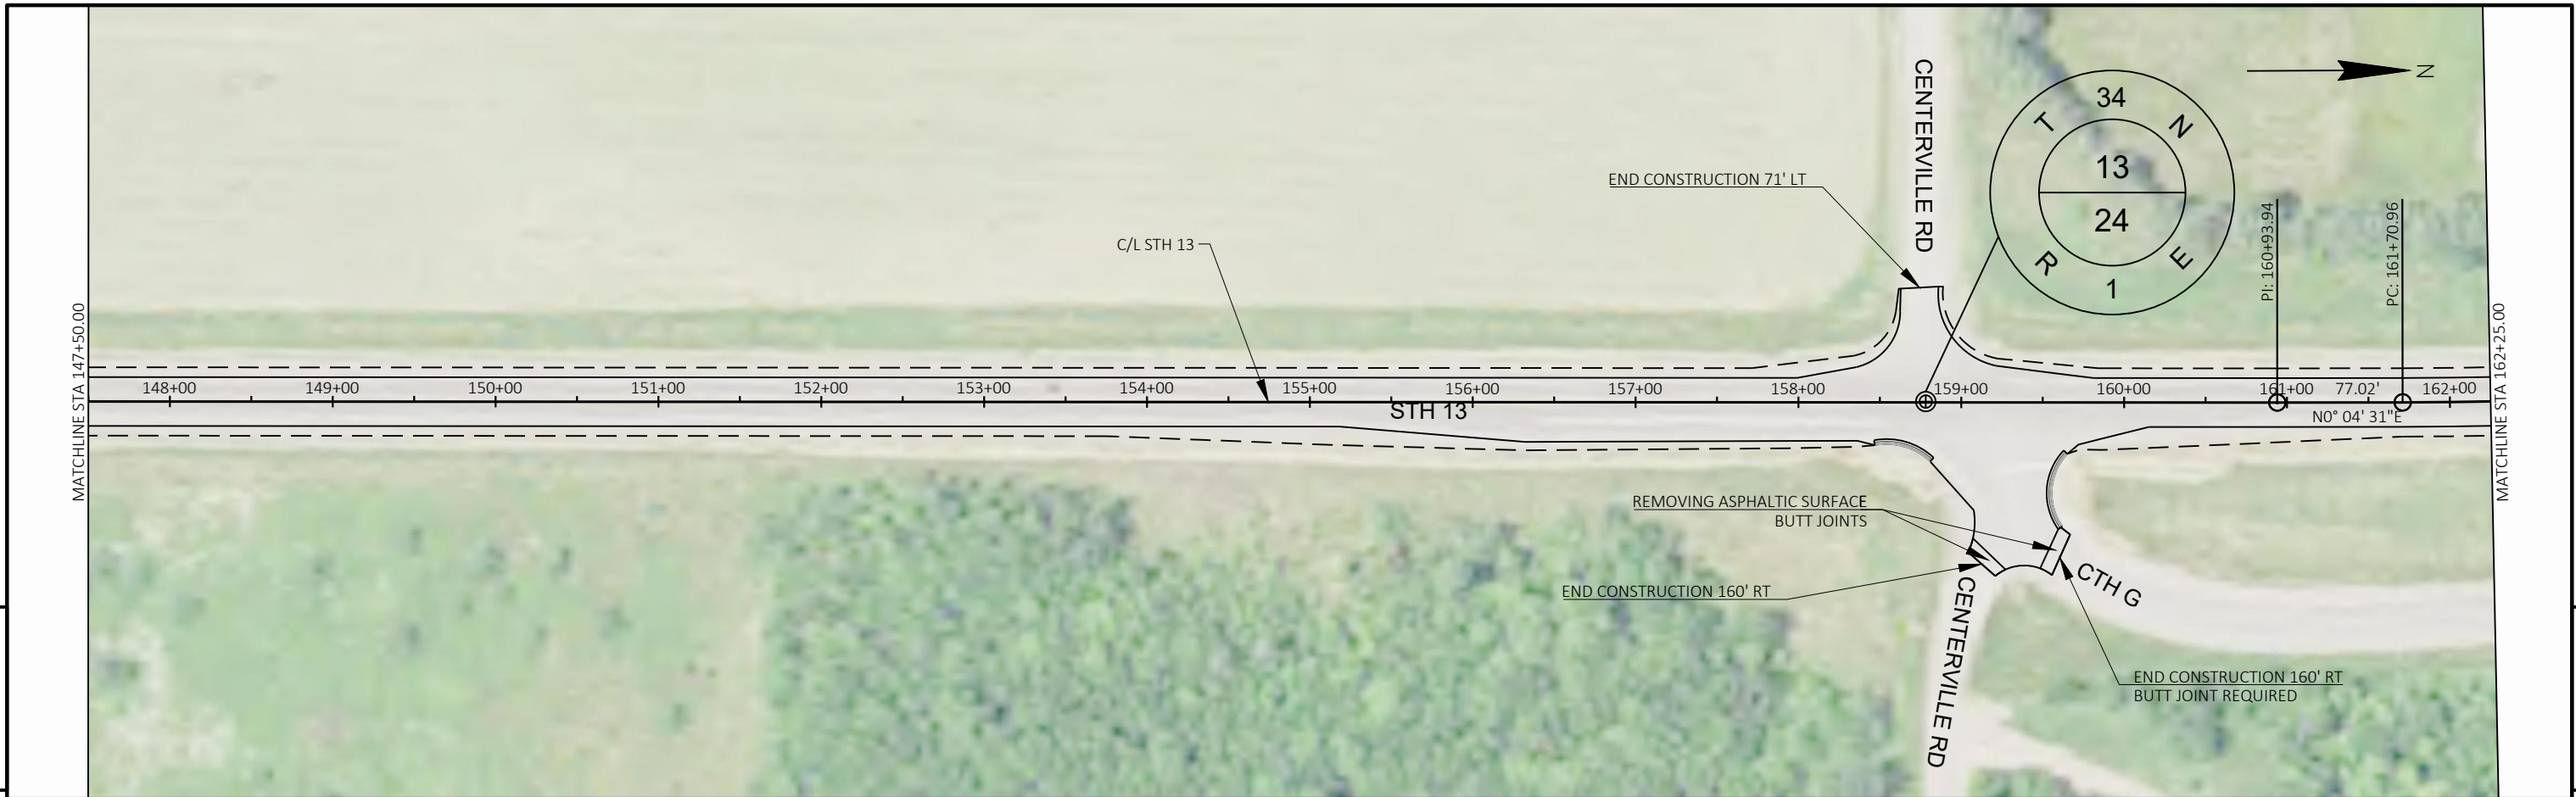 N
CENTERVILLE RD
34
T N
13
24
R E
1
END CONSTRUCTION 71' LT
C/L STH 13
PI: 160+93.94
PC: 161+70.96
MATCHLINE STA 147+50.00
MATCHLINE STA 162+25.00
148+00 149+00 150+00 151+00 152+00 153+00 154+00 155+00 156+00 157+00 158+00 159+00 160+00 161+00 77.02' 162+00
STH 13
N0° 04' 31"E
REMOVING ASPHALTIC SURFACE
BUTT JOINTS
END CONSTRUCTION 160' RT
CENTERVILLE RD
CTH G
END CONSTRUCTION 160' RT
BUTT JOINT REQUIRED